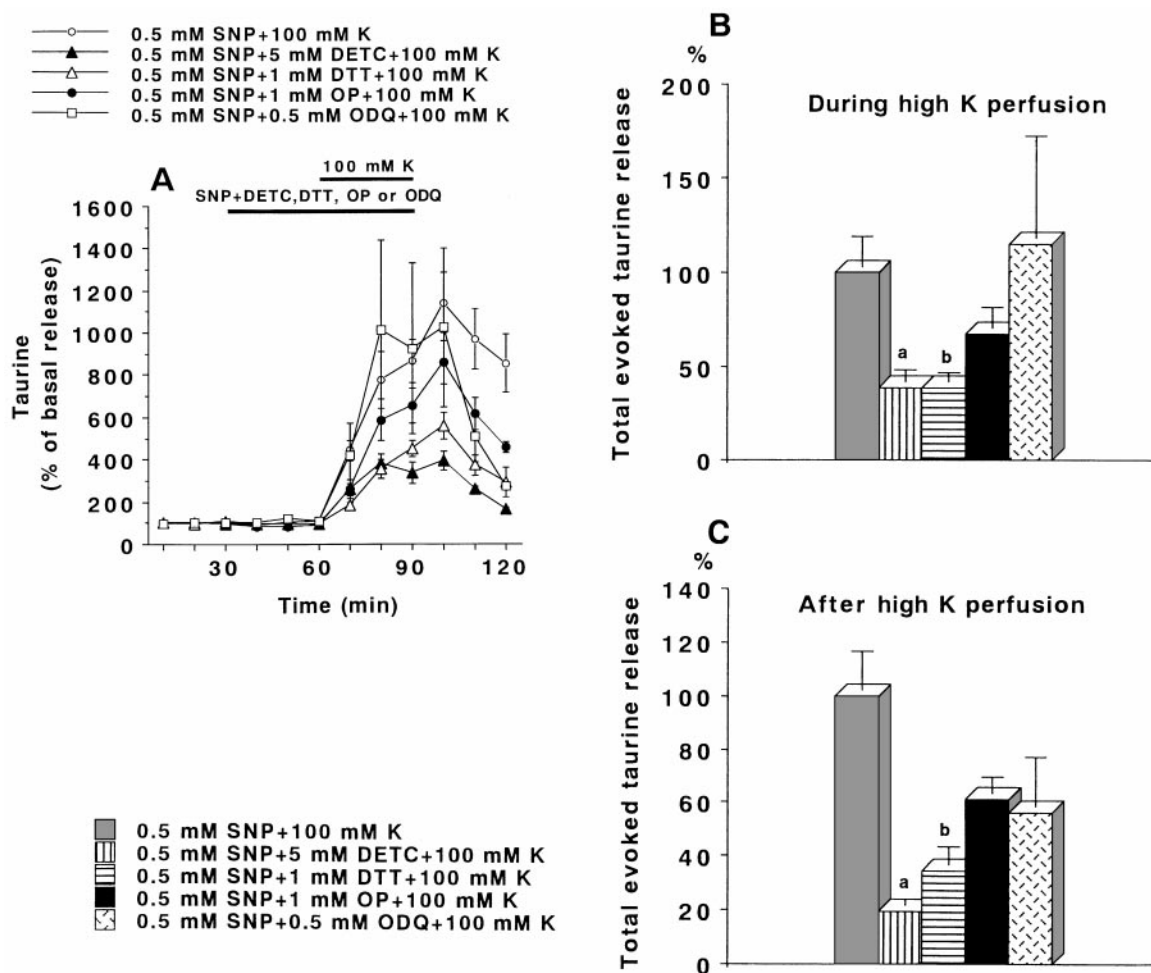 0.5 mM SNP+100 mM K
0.5 mM SNP+5 mM DETC+100 mM K
0.5 mM SNP+1 mM DTT+100 mM K
0.5 mM SNP+1 mM OP+100 mM K
0.5 mM SNP+0.5 mM ODQ+100 mM K
A
100 mM K
SNP+DETC,DTT, OP or ODQ
Taurine
(% of basal release)
1600
1400
1200
1000
800
600
400
200
0
30
60
90
120
Time (min)
B
%
During high K perfusion
Total evoked taurine release
200
150
100
50
0
a
b
C
%
After high K perfusion
Total evoked taurine release
140
120
100
80
60
40
20
0
a
b
0.5 mM SNP+100 mM K
0.5 mM SNP+5 mM DETC+100 mM K
0.5 mM SNP+1 mM DTT+100 mM K
0.5 mM SNP+1 mM OP+100 mM K
0.5 mM SNP+0.5 mM ODQ+100 mM K